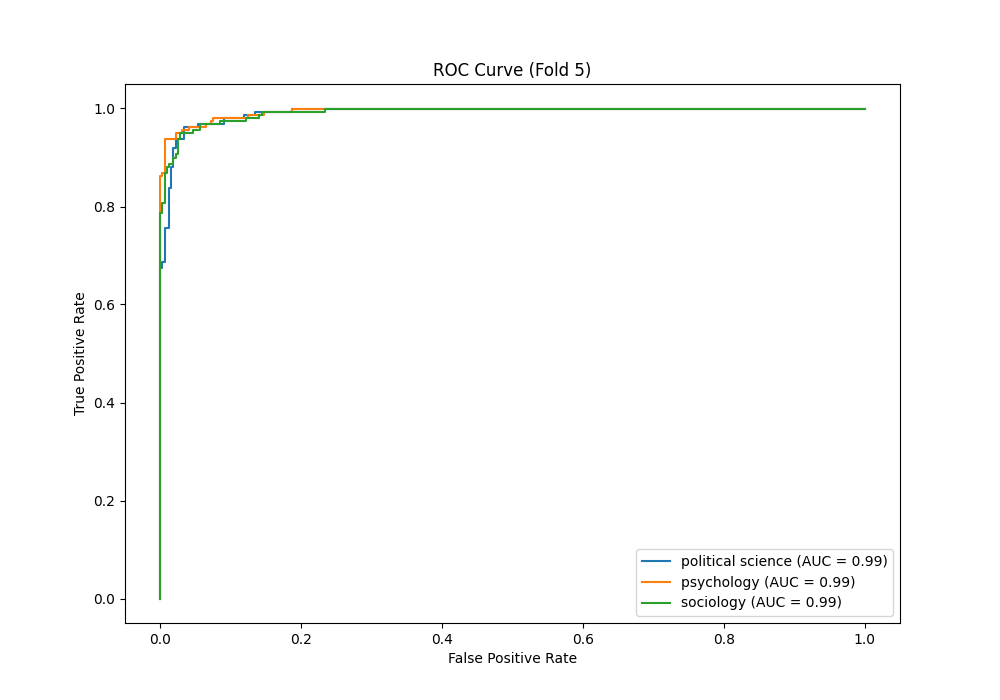 ROC Curve (Fold 5)
1.0
0.8
0.6
0.4
0.2
0.0
True Positive Rate
political science (AUC = 0.99)
psychology (AUC = 0.99)
sociology (AUC = 0.99)
0.0 0.2 0.4 0.6 0.8 1.0
False Positive Rate